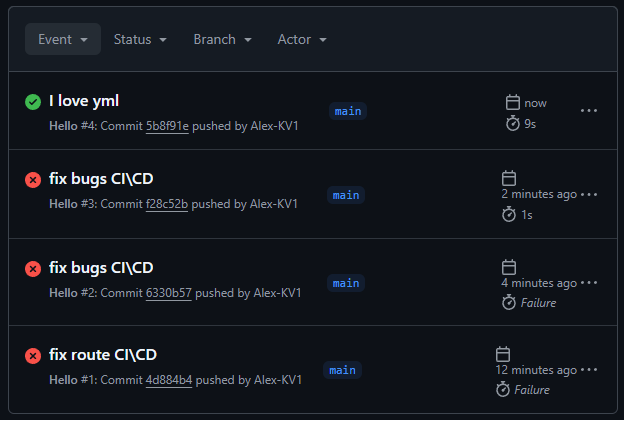 Event Status Branch Actor
I love yml
Hello #4: Commit 5b8f91e pushed by Alex-KV1
main
now
9s
fix bugs CI\CD
Hello #3: Commit f28c52b pushed by Alex-KV1
main
2 minutes ago
1s
fix bugs CI\CD
Hello #2: Commit 6330b57 pushed by Alex-KV1
main
4 minutes ago
Failure
fix route CI\CD
Hello #1: Commit 4d884b4 pushed by Alex-KV1
main
12 minutes ago
Failure